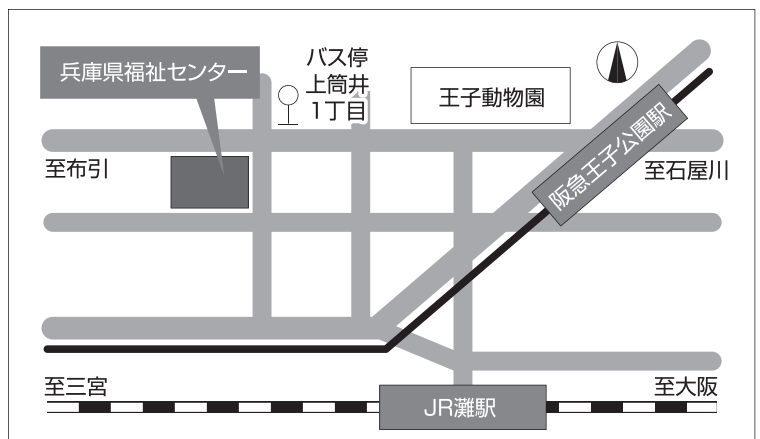 兵庫県福祉センター
バス停
上筒井
1丁目
王子動物園
阪急王子公園駅
至布引
至石屋川
至三宮
至大阪
JR灘駅